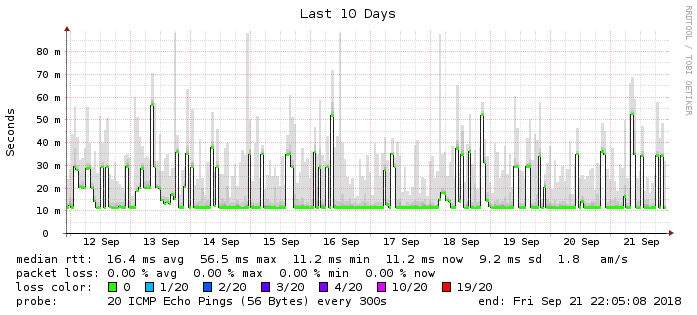 Last 10 Days
RRDTOOL / TOBI OETIKER
Seconds
80 m
70 m
60 m
50 m
40 m
30 m
20 m
10 m
0
12 Sep 13 Sep 14 Sep 15 Sep 16 Sep 17 Sep 18 Sep 19 Sep 20 Sep 21 Sep
median rtt: 16.4 ms avg 56.5 ms max 11.2 ms min 11.2 ms now 9.2 ms sd 1.8 am/s
packet loss: 0.00 % avg 0.00 % max 0.00 % min 0.00 % now
loss color: 0 1/20 2/20 3/20 4/20 10/20 19/20
probe: 20 ICMP Echo Pings (56 Bytes) every 300s end: Fri Sep 21 22:05:08 2018